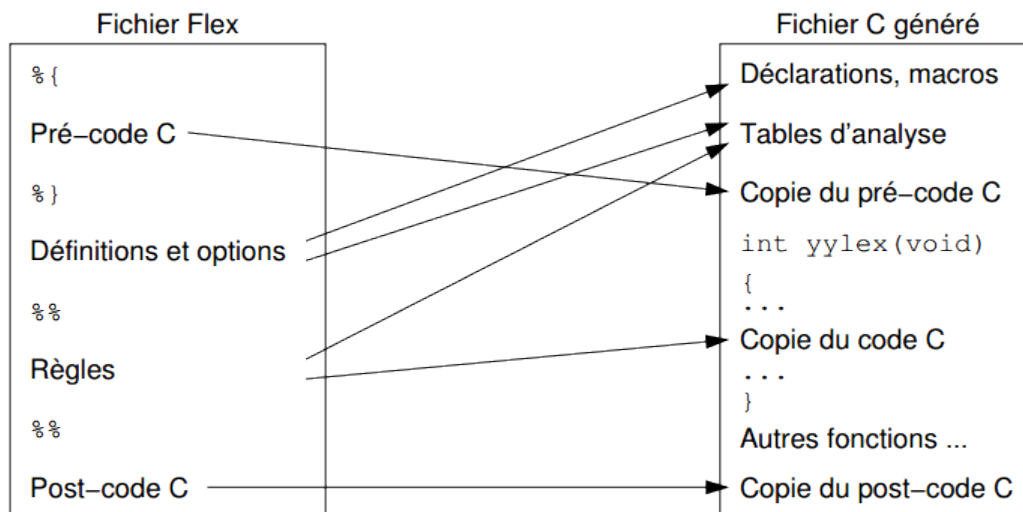 Fichier Flex
%{
Pré–code C
%}
Définitions et options
%%
Règles
%%
Post–code C
Fichier C généré
Déclarations, macros
Tables d'analyse
Copie du pré–code C
int yylex(void)
{
...
Copie du code C
...
}
Autres fonctions ...
Copie du post–code C